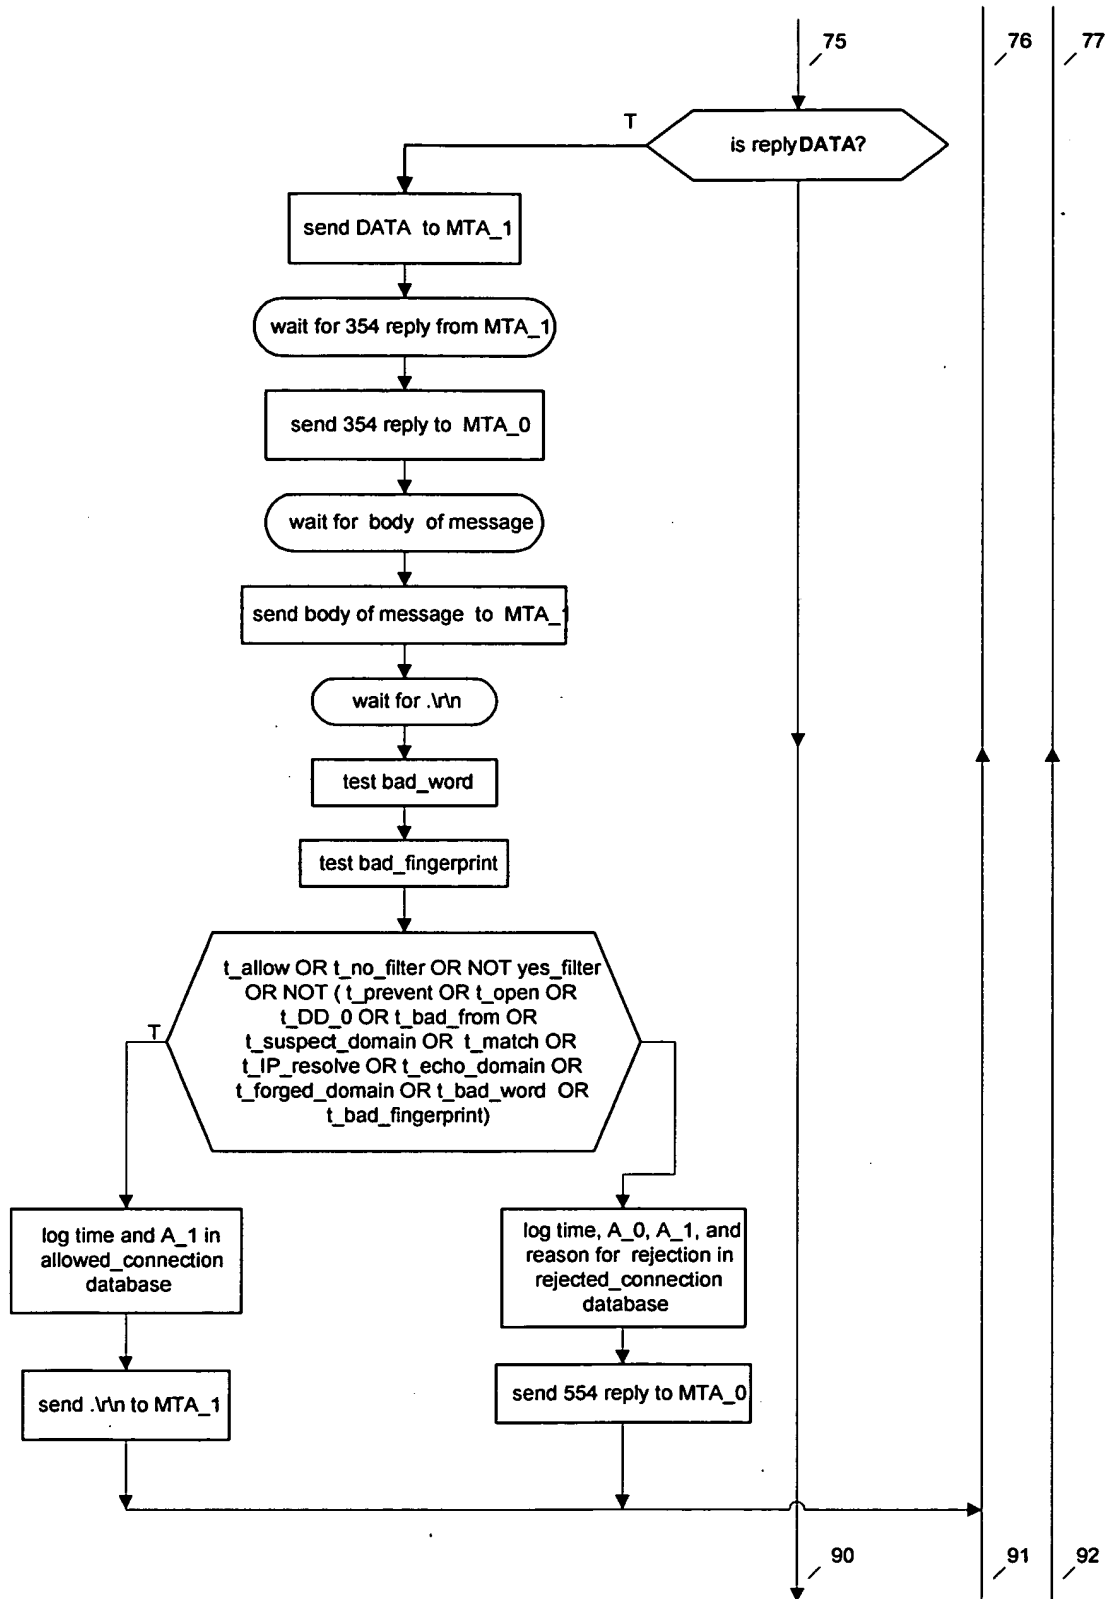 75
76
77
T
is reply DATA?
send DATA to MTA_1
wait for 354 reply from MTA_1
send 354 reply to MTA_0
wait for body of message
send body of message to MTA_1
wait for .\r\n
test bad_word
test bad_fingerprint
t_allow OR t_no_filter OR NOT yes_filter
OR NOT ( t_prevent OR t_open OR
t_DD_0 OR t_bad_from OR
t_suspect_domain OR t_match OR
t_IP_resolve OR t_echo_domain OR
t_forged_domain OR t_bad_word OR
t_bad_fingerprint)
T
log time and A_1 in
allowed_connection
database
log time, A_0, A_1, and
reason for rejection in
rejected_connection
database
send .\r\n to MTA_1
send 554 reply to MTA_0
90
91
92